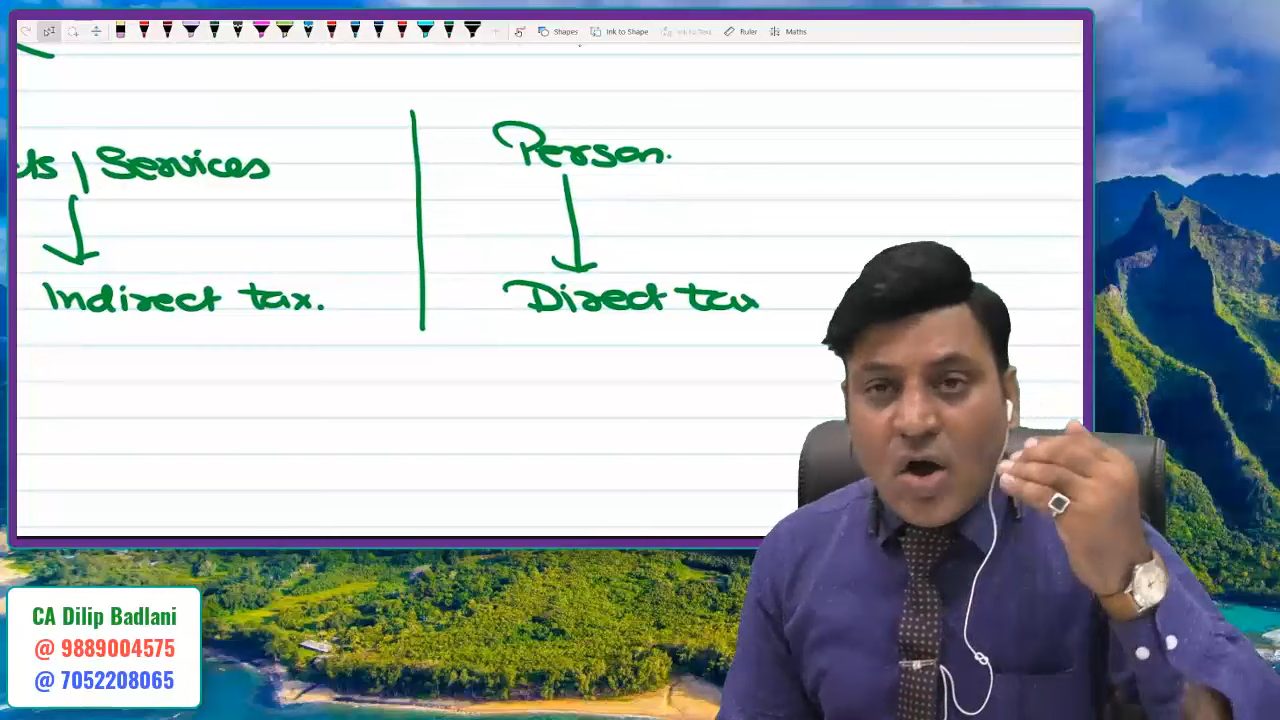 Shapes Ink to Shape Ink to Text Ruler Maths
Services Person.
Indirect tax. Direct tax
CA Dilip Badlani
@ 9889004575
@ 7052208065